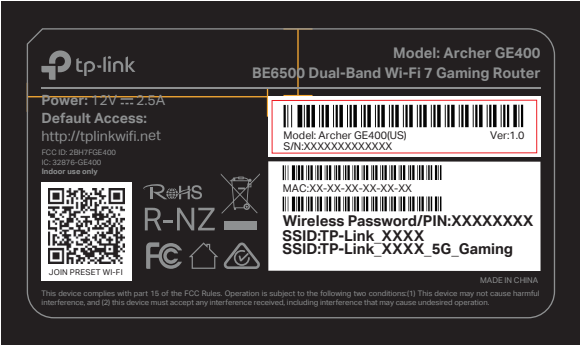 tp-link
Model: Archer GE400
BE6500 Dual-Band Wi-Fi 7 Gaming Router
Power: 12V ⎓ 2.5A
Default Access:
http://tplinkwifi.net
FCC ID: 2BH7FGE400
IC: 32876-GE400
Indoor use only
Model: Archer GE400(US) Ver:1.0
S/N:XXXXXXXXXXXXX
MAC:XX-XX-XX-XX-XX-XX
Wireless Password/PIN:XXXXXXXX
SSID:TP-Link_XXXX
SSID:TP-Link_XXXX_5G_Gaming
JOIN PRESET WI-FI
RoHS
R-NZ
FC
MADE IN CHINA
This device complies with part 15 of the FCC Rules. Operation is subject to the following two conditions:(1) This device may not cause harmful
interference, and (2) this device must accept any interference received, including interference that may cause undesired operation.